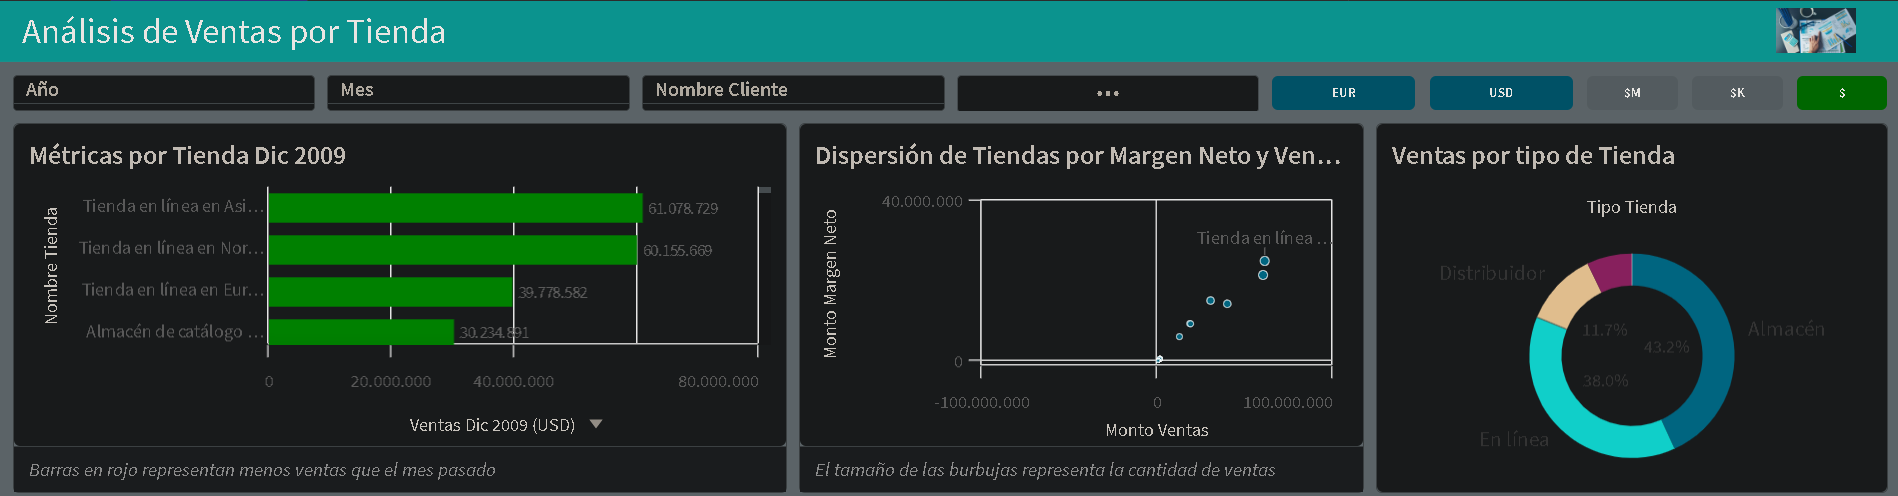 Análisis de Ventas por Tienda
Año
Mes
Nombre Cliente
...
EUR
USD
$M
$K
$
Métricas por Tienda Dic 2009
Nombre Tienda
Tienda en línea en Asi...
61.078.729
Tienda en línea en Nor...
60.155.669
Tienda en línea en Eur...
39.778.582
Almacén de catálogo ...
30.234.891
0
20.000.000
40.000.000
80.000.000
Ventas Dic 2009 (USD)
Barras en rojo representan menos ventas que el mes pasado
Dispersión de Tiendas por Margen Neto y Ven...
Monto Margen Neto
40.000.000
Tienda en línea ...
0
-100.000.000
0
100.000.000
Monto Ventas
El tamaño de las burbujas representa la cantidad de ventas
Ventas por tipo de Tienda
Tipo Tienda
Distribuidor
11.7%
43.2%
Almacén
38.0%
En línea